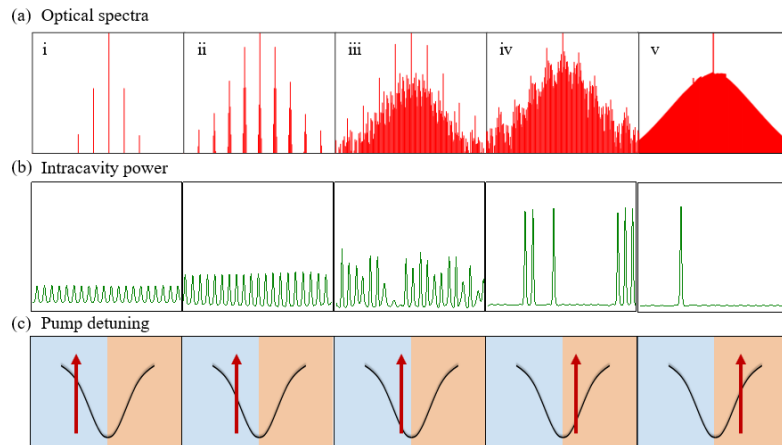 (a) Optical spectra
i ii iii iv v
(b) Intracavity power
(c) Pump detuning